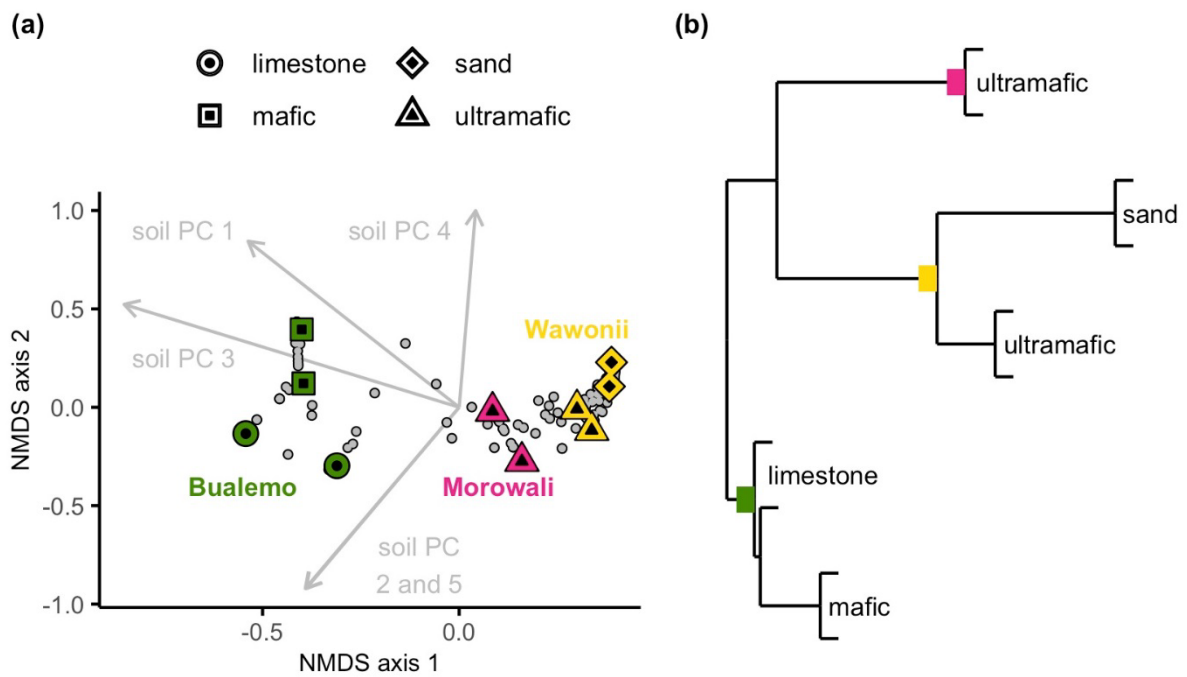 (a)
limestone
sand
mafic
ultramafic
NMDS axis 2
1.0
0.5
0.0
-0.5
-1.0
soil PC 1
soil PC 4
soil PC 3
Wawonii
Bualemo
Morowali
soil PC
2 and 5
-0.5
0.0
NMDS axis 1
(b)
ultramafic
sand
ultramafic
limestone
mafic